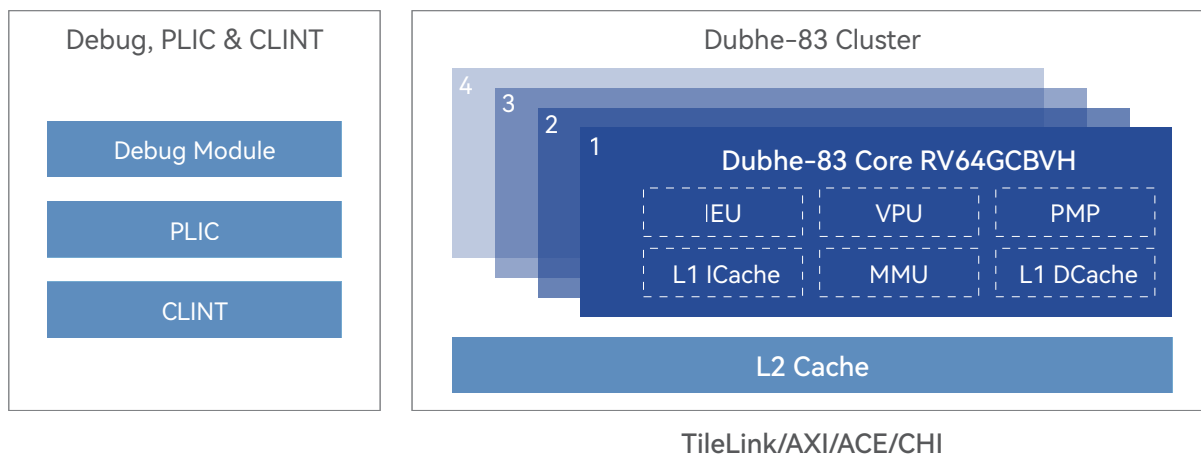 Debug, PLIC & CLINT
Debug Module
PLIC
CLINT
Dubhe-83 Cluster
4
3
2
1
Dubhe-83 Core RV64GCBVH
IEU
VPU
PMP
L1 ICache
MMU
L1 DCache
L2 Cache
TileLink/AXI/ACE/CHI